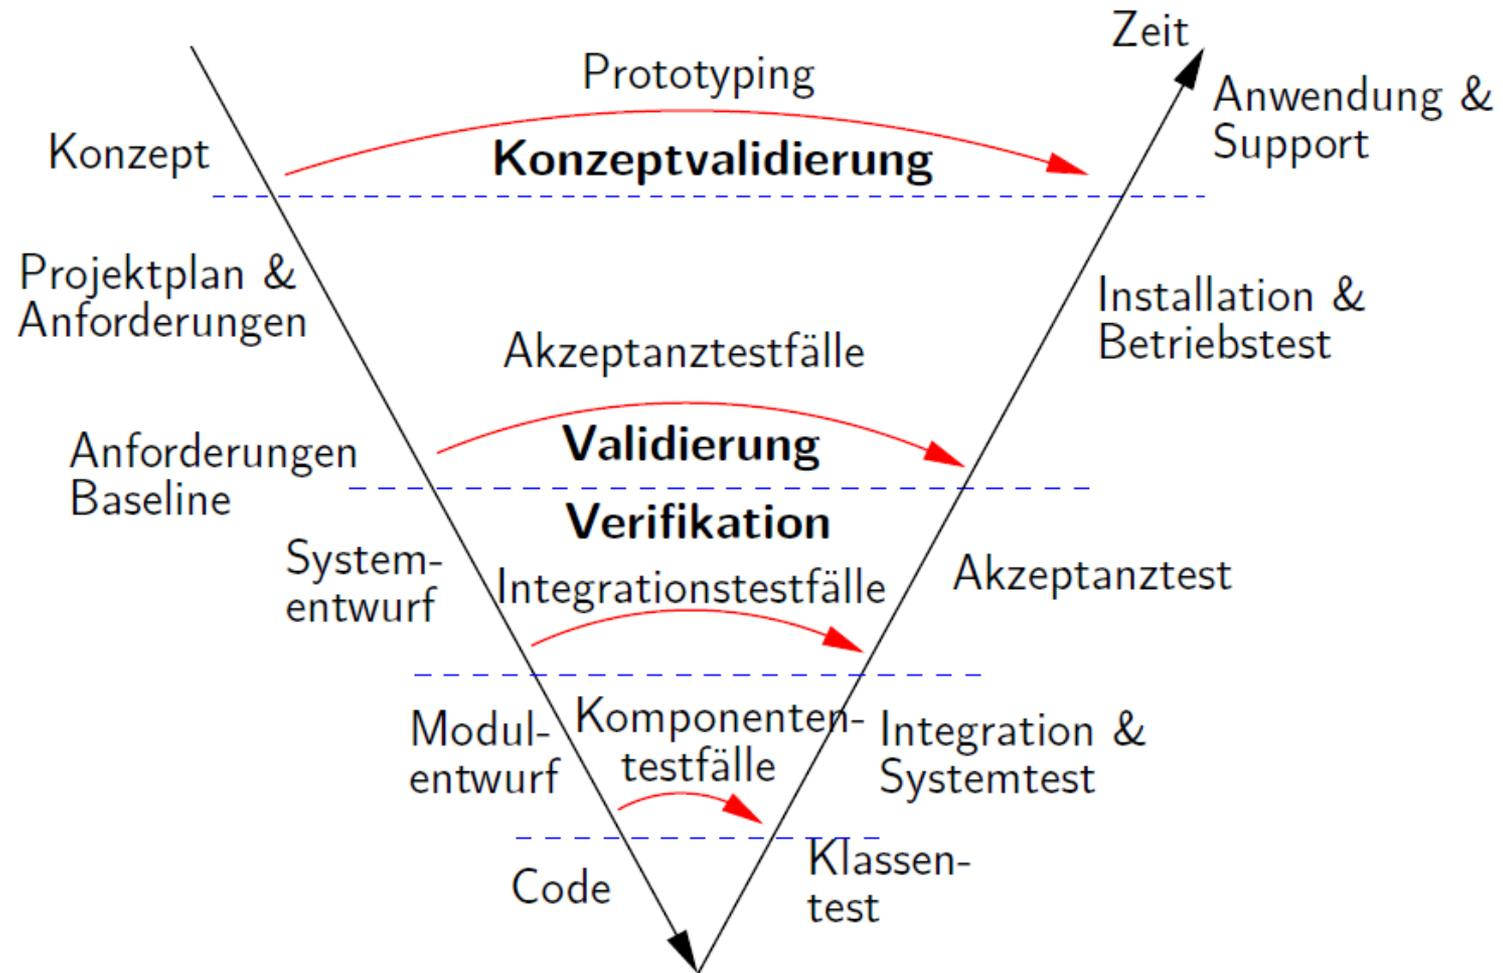 Zeit
Prototyping
Anwendung &
Support
Konzept
Konzeptvalidierung
Projektplan &
Anforderungen
Installation &
Betriebstest
Akzeptanztestfälle
Anforderungen
Baseline
Validierung
Verifikation
System-
entwurf
Integrationstestfälle
Akzeptanztest
Modul-
entwurf
Komponenten-
testfälle
Integration &
Systemtest
Code
Klassen-
test